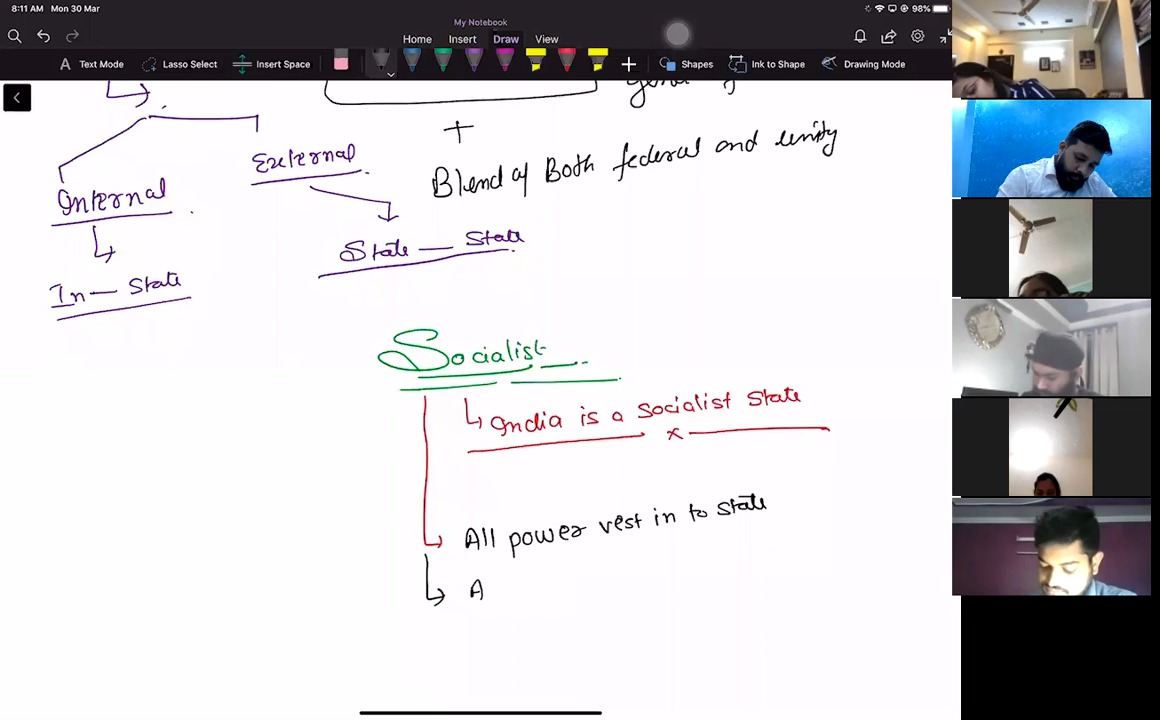 8:11 AM Mon 30 Mar
98%
My Notebook
Home Insert Draw View
A Text Mode Lasso Select Insert Space Shapes Ink to Shape Drawing Mode
+
External
Blend of Both federal and unity
Internal
State — State
In — State
Socialist
India is a Socialist State
x
All power vest in to state
A